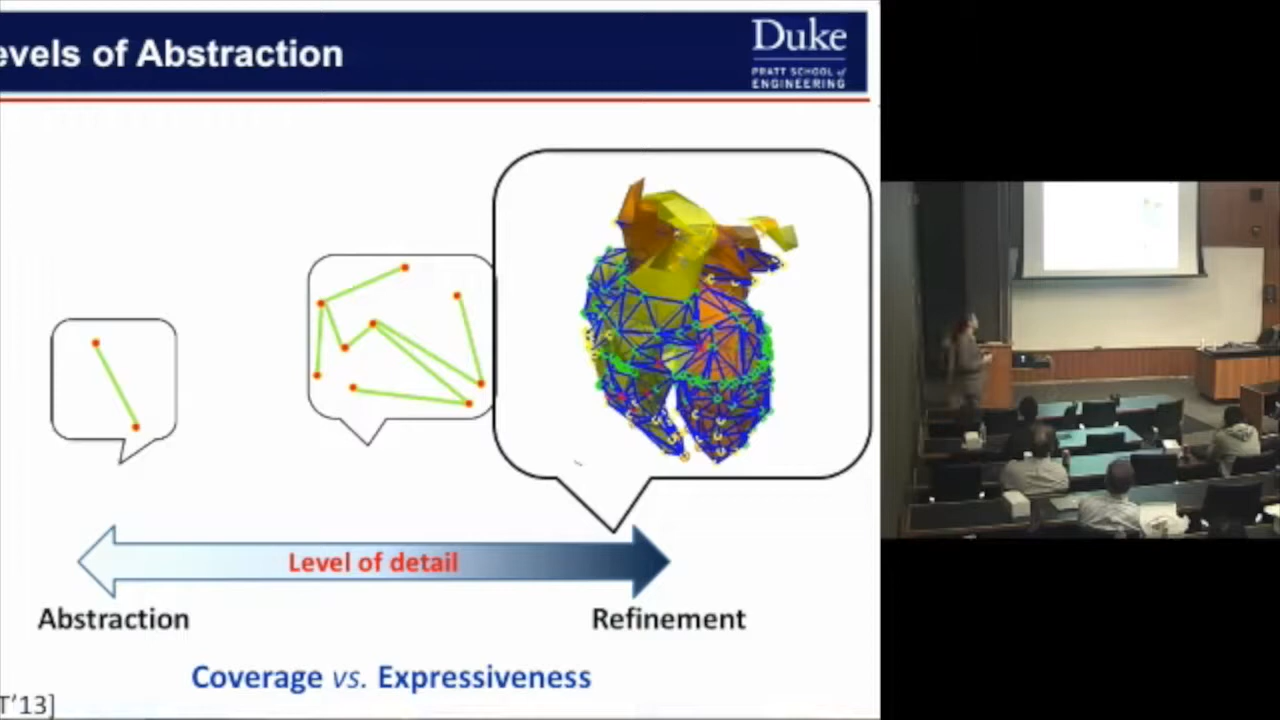 evels of Abstraction
Duke
PRATT SCHOOL of
ENGINEERING
Level of detail
Abstraction
Refinement
Coverage vs. Expressiveness
T'13]